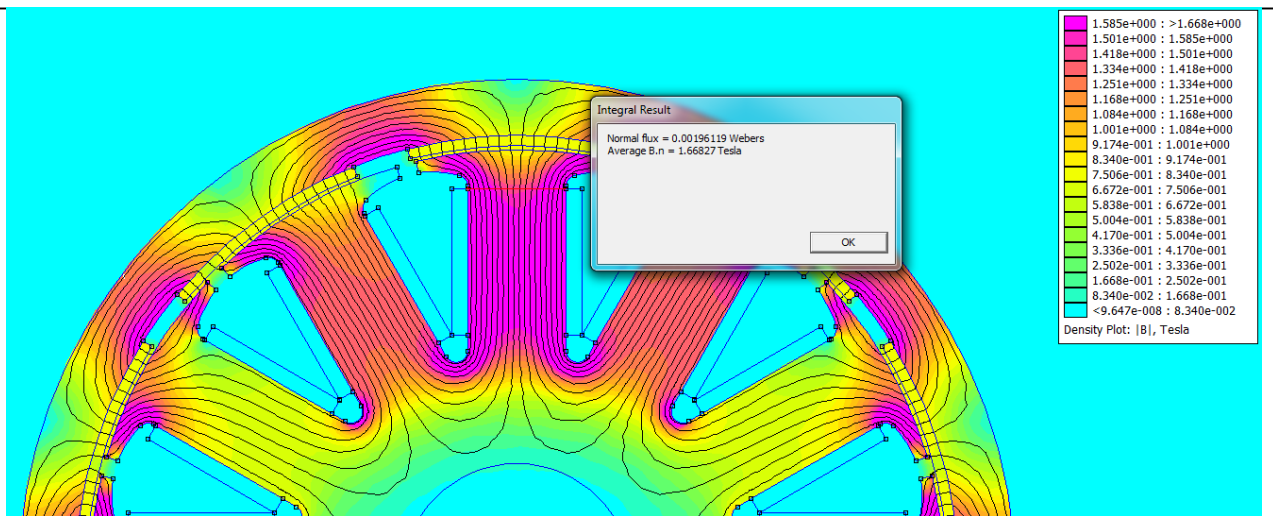 Integral Result
Normal flux = 0.00196119 Webers
Average B.n = 1.66827 Tesla
OK
1.585e+000 : >1.668e+000
1.501e+000 : 1.585e+000
1.418e+000 : 1.501e+000
1.334e+000 : 1.418e+000
1.251e+000 : 1.334e+000
1.168e+000 : 1.251e+000
1.084e+000 : 1.168e+000
1.001e+000 : 1.084e+000
9.174e-001 : 1.001e+000
8.340e-001 : 9.174e-001
7.506e-001 : 8.340e-001
6.672e-001 : 7.506e-001
5.838e-001 : 6.672e-001
5.004e-001 : 5.838e-001
4.170e-001 : 5.004e-001
3.336e-001 : 4.170e-001
2.502e-001 : 3.336e-001
1.668e-001 : 2.502e-001
8.340e-002 : 1.668e-001
<9.647e-008 : 8.340e-002
Density Plot: |B|, Tesla